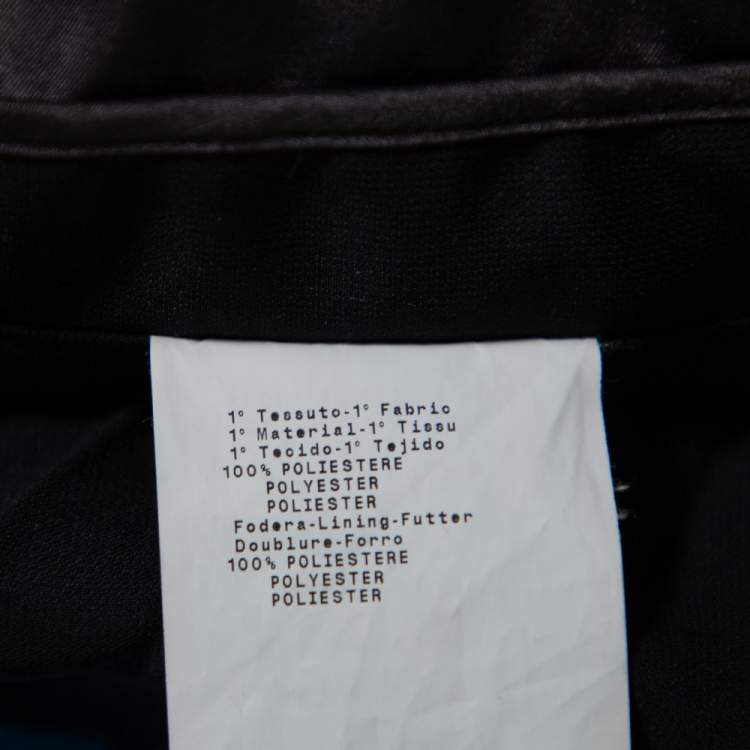 1° Tessuto-1° Fabric
1° Material-1° Tissu
1° Tecido-1° Tejido
100% POLIESTERE
POLYESTER
POLIESTER
Fodera-Lining-Futter
Doublure-Forro
100% POLIESTERE
POLYESTER
POLIESTER